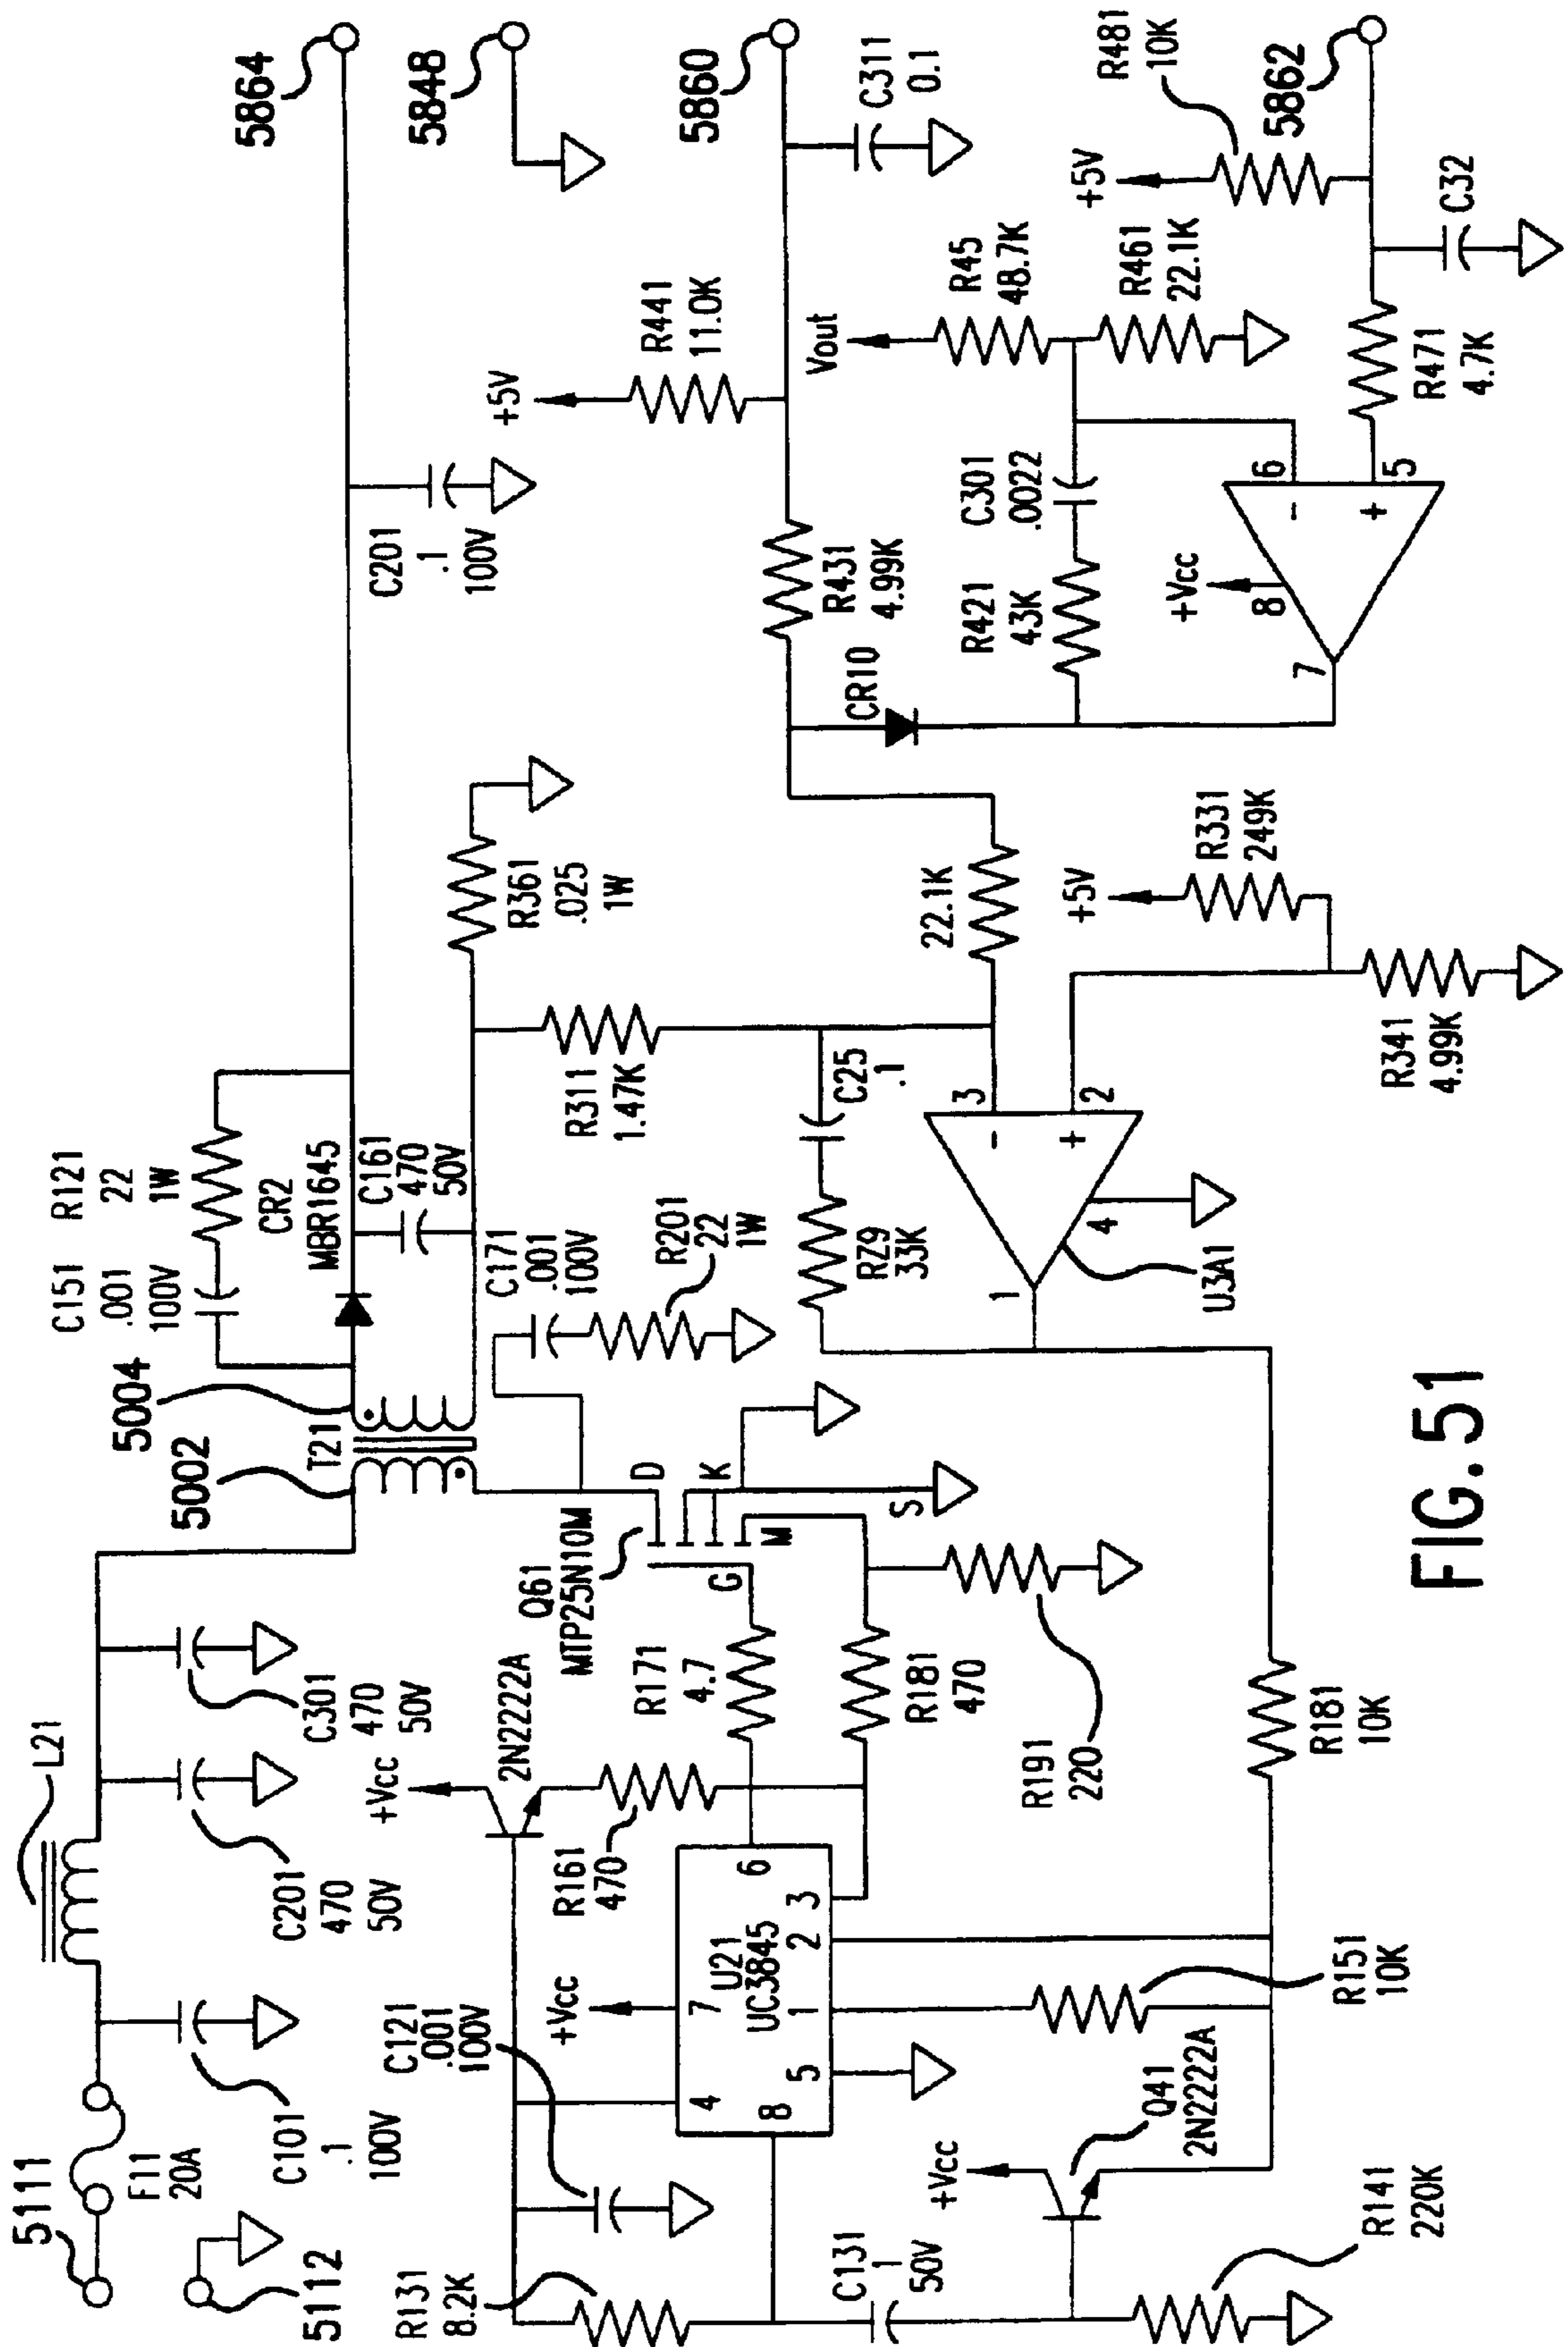 5111
F11
20A
5112
C101
.1
100V
L21
C201
470
50V
C301
470
50V
5002
T21
5004
C151
.001
100V
R121
22
1W
CR2
MBR1645
C161
470
50V
C171
.001
100V
R201
22
1W
R311
1.47K
R361
.025
1W
C201
.1
100V
5864
5848
5860
+5V
R441
11.0K
C311
0.1
R431
4.99K
CR10
Vout
R45
48.7K
R461
22.1K
+5V
R481
10K
5862
C301
.0022
R421
43K
+Vcc
8
6
-
+
5
7
R471
4.7K
C32
22.1K
+5V
R331
249K
R341
4.99K
C25
.1
RZ9
33K
3
-
+
2
1
4
U3A1
R131
8.2K
C121
.001
100V
+Vcc
+Vcc
2N2222A
R161
470
Q61
MTP25N10M
D
K
G
M
S
R171
4.7
R181
470
R191
220
4
7
6
U21
UC3845
8
5
1
2
3
C131
1
50V
+Vcc
Q41
2N2222A
R141
220K
R151
10K
R181
10K
FIG. 51